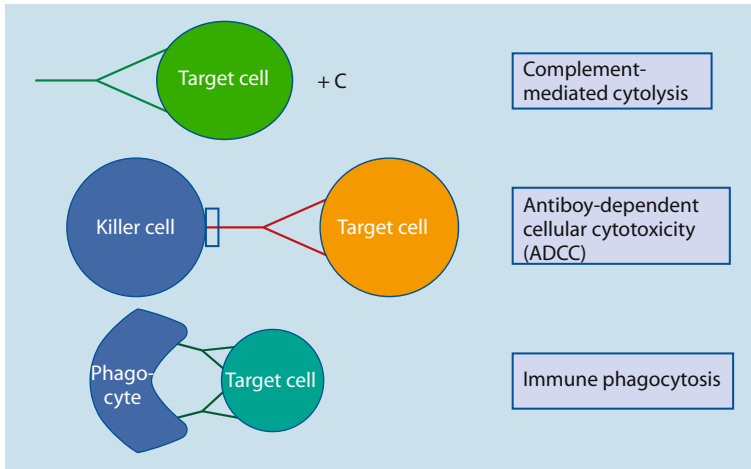 Target cell
+ C
Complement-
mediated cytolysis
Killer cell
Target cell
Antiboy-dependent
cellular cytotoxicity
(ADCC)
Phago-
cyte
Target cell
Immune phagocytosis